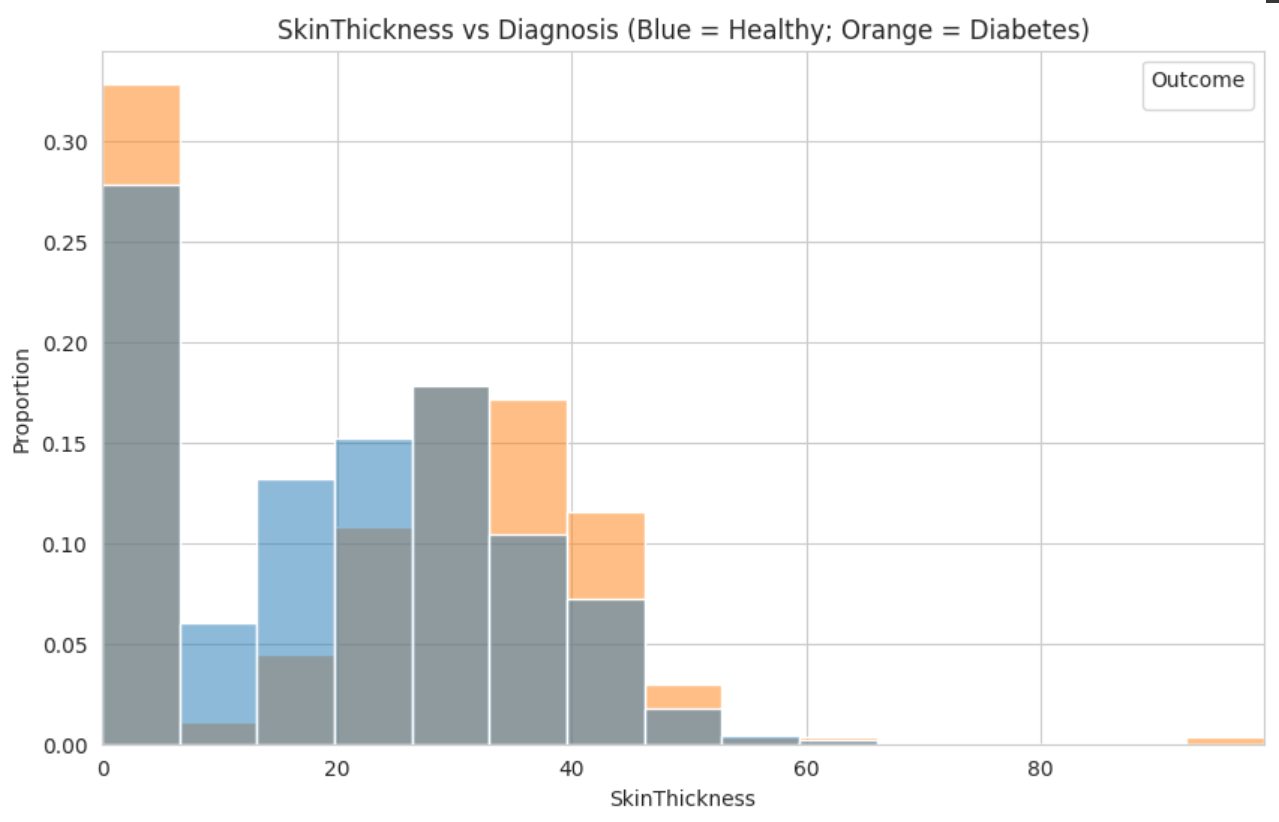 SkinThickness vs Diagnosis (Blue = Healthy; Orange = Diabetes)
Outcome
0.30
0.25
0.20
0.15
0.10
0.05
0.00
Proportion
0 20 40 60 80
SkinThickness